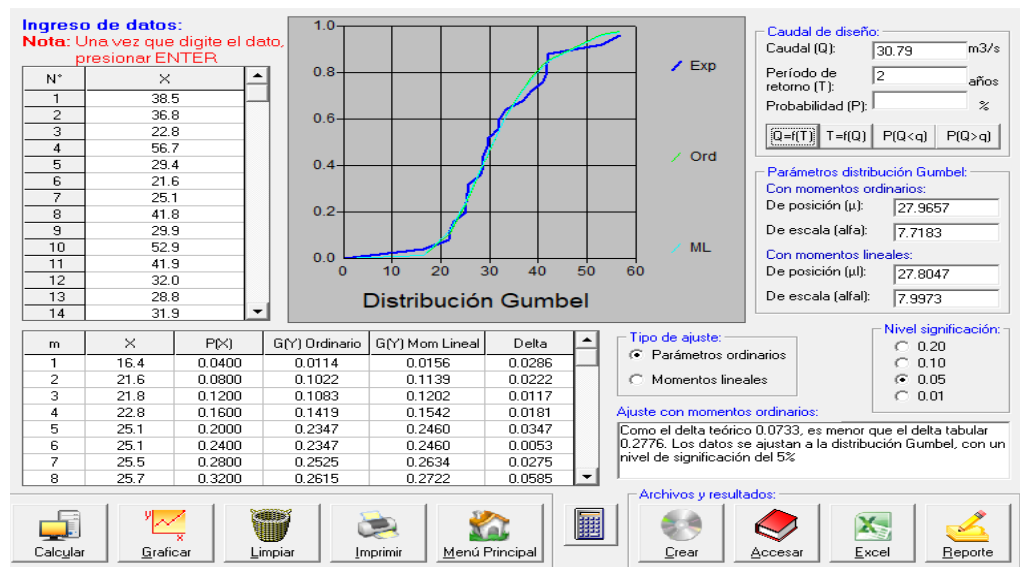 Ingreso de datos:
Nota: Una vez que digite el dato,
presionar ENTER
N° X
1 38.5
2 36.8
3 22.8
4 56.7
5 29.4
6 21.6
7 25.1
8 41.8
9 29.9
10 52.9
11 41.9
12 32.0
13 28.8
14 31.9
1.0
0.8
0.6
0.4
0.2
0.0
0 10 20 30 40 50 60
Distribución Gumbel
Exp
Ord
ML
Caudal de diseño:
Caudal (Q): 30.79 m3/s
Período de
retorno (T): 2 años
Probabilidad (P): %
Q=f(T) T=f(Q) P(Q<q) P(Q>q)
Parámetros distribución Gumbel:
Con momentos ordinarios:
De posición (µ): 27.9657
De escala (alfa): 7.7183
Con momentos lineales:
De posición (µl): 27.8047
De escala (alfal): 7.9973
m X P(X) G(Y) Ordinario G(Y) Mom Lineal Delta
1 16.4 0.0400 0.0114 0.0156 0.0286
2 21.6 0.0800 0.1022 0.1139 0.0222
3 21.8 0.1200 0.1083 0.1202 0.0117
4 22.8 0.1600 0.1419 0.1542 0.0181
5 25.1 0.2000 0.2347 0.2460 0.0347
6 25.1 0.2400 0.2347 0.2460 0.0053
7 25.5 0.2800 0.2525 0.2634 0.0275
8 25.7 0.3200 0.2615 0.2722 0.0585
Tipo de ajuste:
Parámetros ordinarios
Momentos lineales
Nivel significación:
0.20
0.10
0.05
0.01
Ajuste con momentos ordinarios:
Como el delta teórico 0.0733, es menor que el delta tabular
0.2776. Los datos se ajustan a la distribución Gumbel, con un
nivel de significación del 5%
Archivos y resultados:
Calcular Graficar Limpiar Imprimir Menú Principal Crear Accesar Excel Reporte